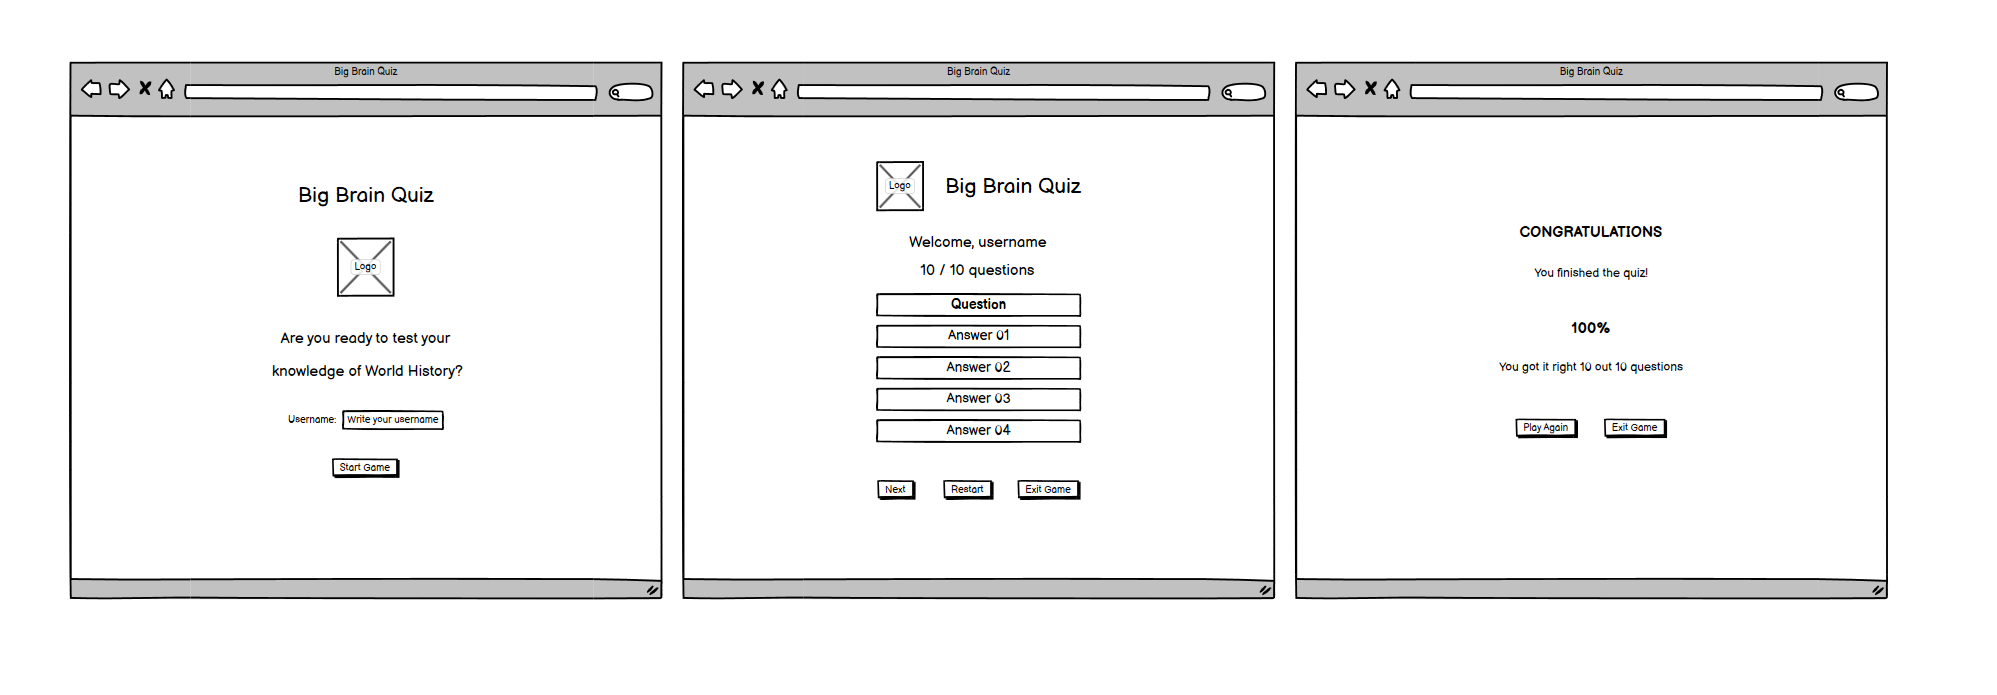 Big Brain Quiz
Big Brain Quiz
Logo
Are you ready to test your
knowledge of World History?
Username: Write your username
Start Game
Big Brain Quiz
Logo
Big Brain Quiz
Welcome, username
10 / 10 questions
Question
Answer 01
Answer 02
Answer 03
Answer 04
Next Restart Exit Game
Big Brain Quiz
CONGRATULATIONS
You finished the quiz!
100%
You got it right 10 out 10 questions
Play Again Exit Game